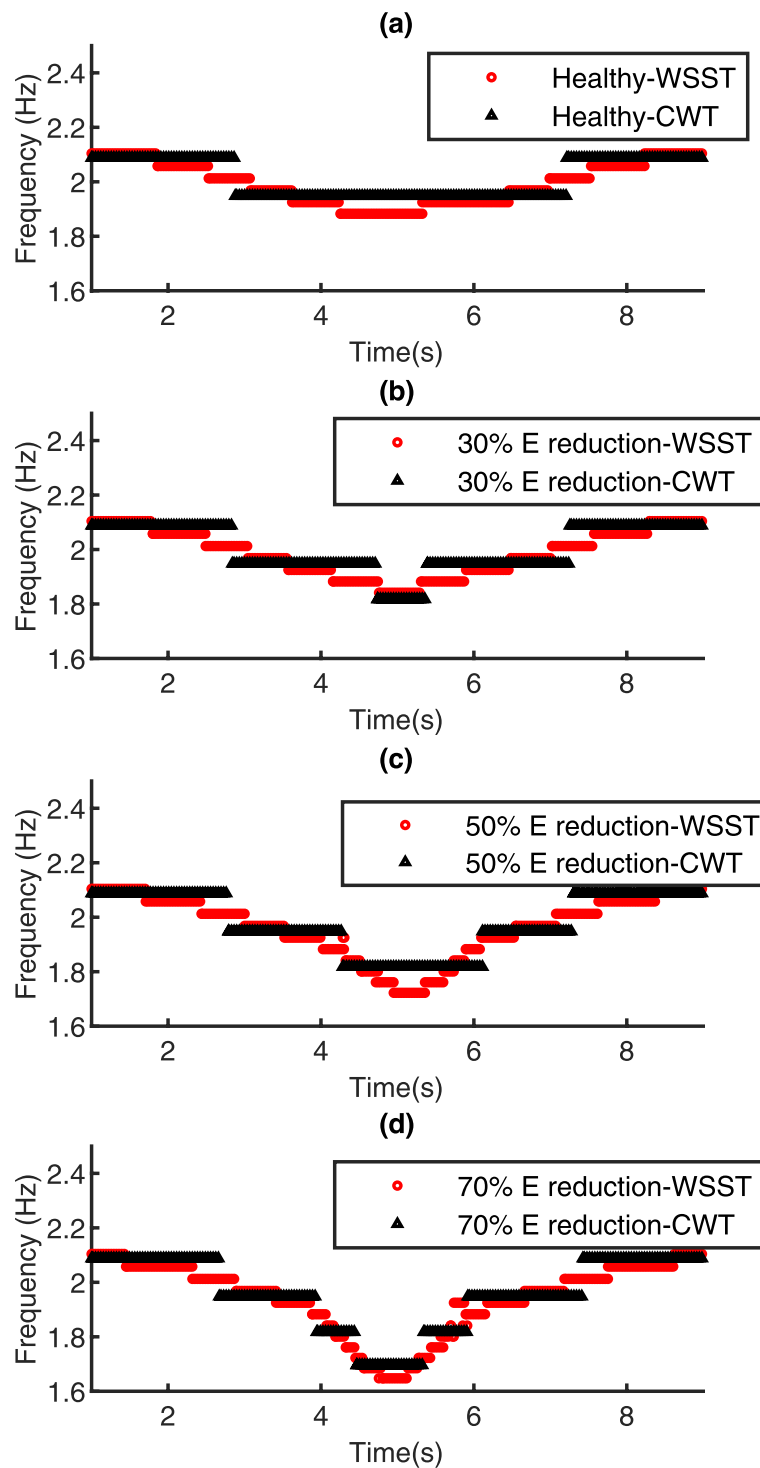 (a)
Frequency (Hz)
2.4
2.2
2
1.8
1.6
Healthy-WSST
Healthy-CWT
2 4 6 8
Time(s)
(b)
Frequency (Hz)
2.4
2.2
2
1.8
1.6
30% E reduction-WSST
30% E reduction-CWT
2 4 6 8
Time(s)
(c)
Frequency (Hz)
2.4
2.2
2
1.8
1.6
50% E reduction-WSST
50% E reduction-CWT
2 4 6 8
Time(s)
(d)
Frequency (Hz)
2.4
2.2
2
1.8
1.6
70% E reduction-WSST
70% E reduction-CWT
2 4 6 8
Time(s)